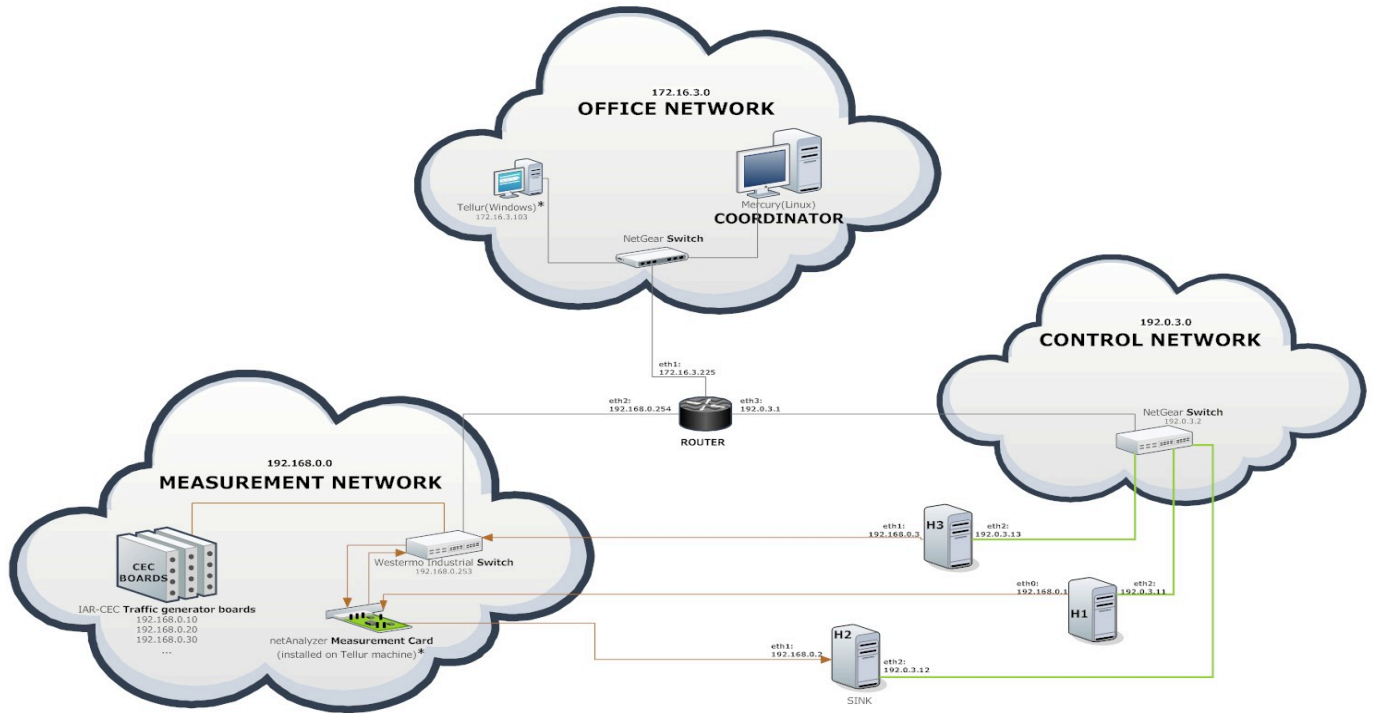 172.16.3.0
OFFICE NETWORK
Tellur(Windows)*
172.16.3.103
Mercury(Linux)
COORDINATOR
NetGear Switch
eth1:
172.16.3.225
eth2:
192.168.0.254
eth3:
192.0.3.1
ROUTER
192.0.3.0
CONTROL NETWORK
NetGear Switch
192.0.3.2
192.168.0.0
MEASUREMENT NETWORK
CEC
BOARDS
IAR-CEC Traffic generator boards
192.168.0.10
192.168.0.20
192.168.0.30
...
Westermo Industrial Switch
192.168.0.253
netAnalyzer Measurement Card
(installed on Tellur machine)*
eth1:
192.168.0.3
H3
eth2:
192.0.3.13
eth0:
192.168.0.1
H1
eth2:
192.0.3.11
eth1:
192.168.0.2
H2
eth2:
192.0.3.12
SINK